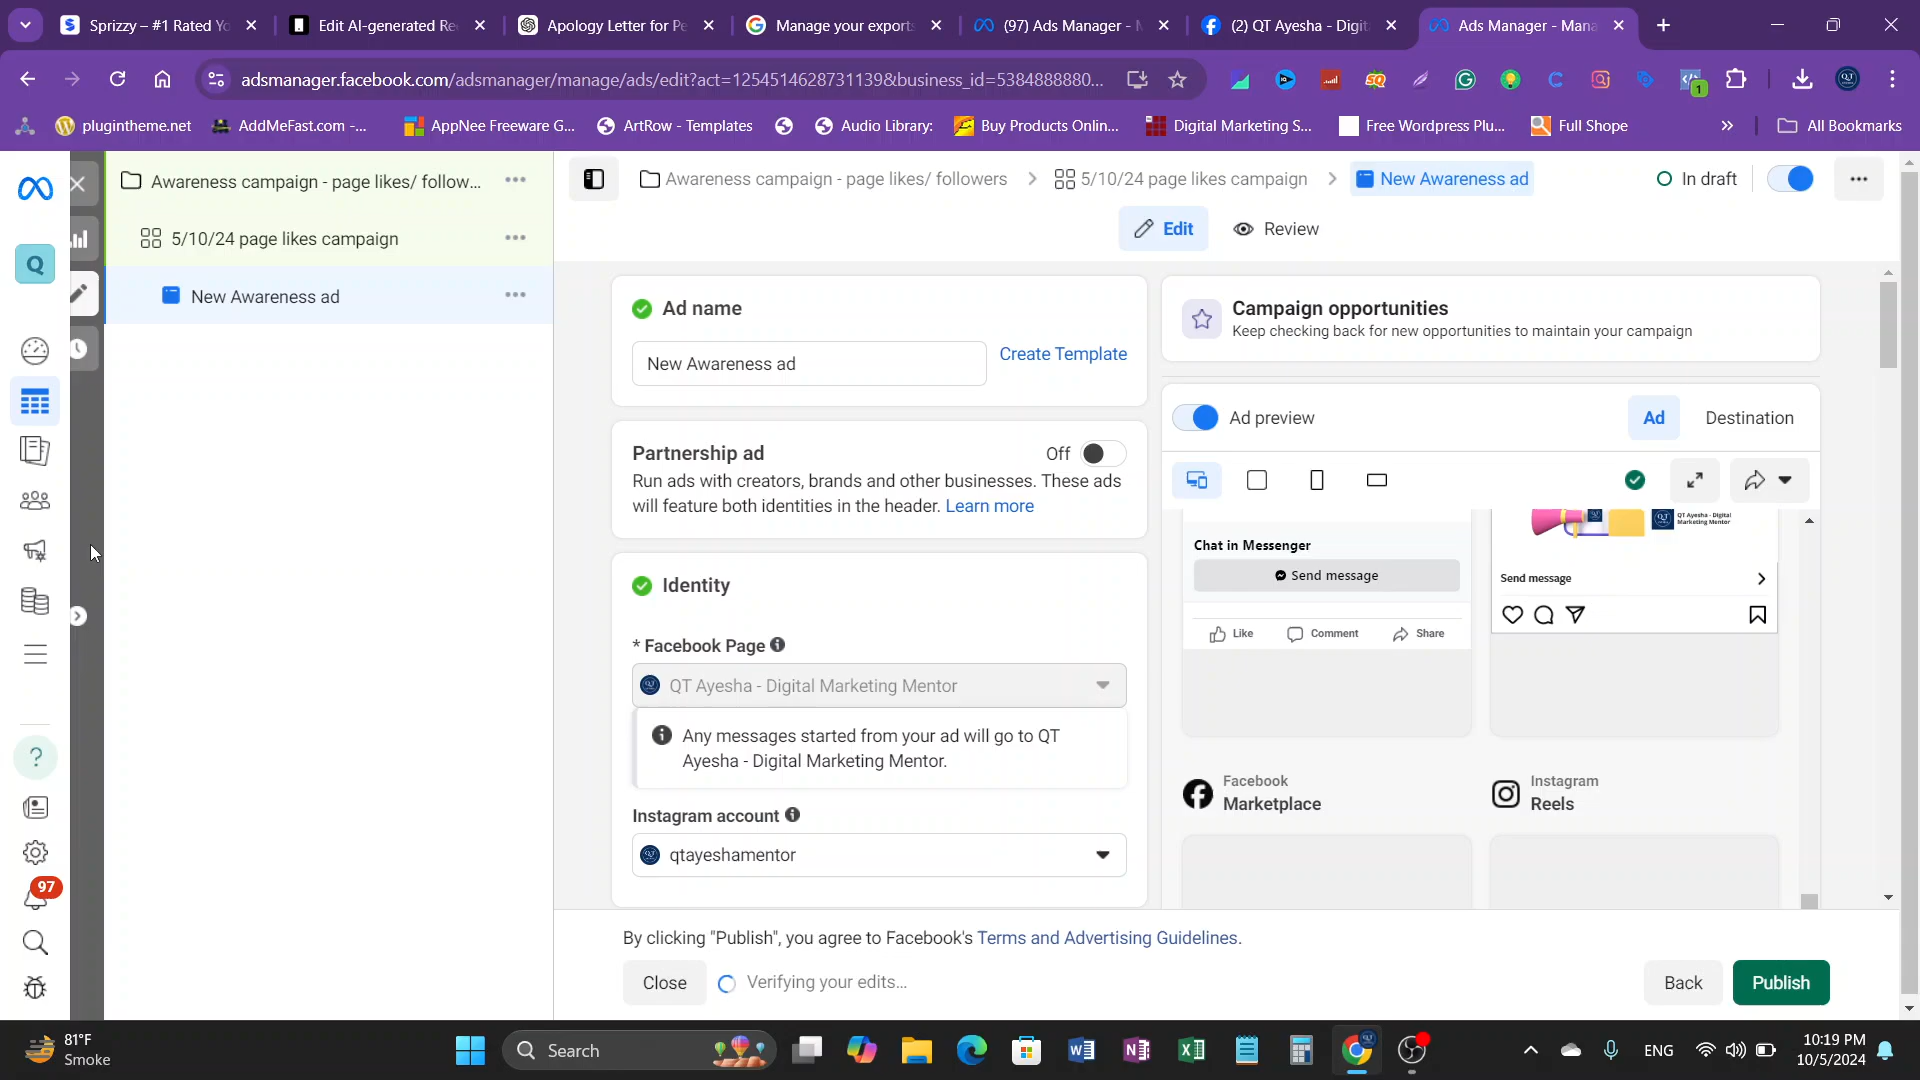 Sprizzy – #1 Rated Yo
Edit AI-generated Re
Apology Letter for Pe
Manage your exports
(97) Ads Manager - M
(2) QT Ayesha - Digit
Ads Manager - Mana
adsmanager.facebook.com/adsmanager/manage/ads/edit?act=1254514628731139&business_id=5384888880...
1
plugintheme.net
AddMeFast.com -...
AppNee Freeware G...
ArtRow - Templates
Audio Library:
Buy Products Onlin...
Digital Marketing S...
Free Wordpress Plu...
Full Shope
All Bookmarks
Awareness campaign - page likes/ follow...
5/10/24 page likes campaign
New Awareness ad
Awareness campaign - page likes/ followers
5/10/24 page likes campaign
New Awareness ad
In draft
Edit
Review
Q
97
Ad name
New Awareness ad
Create Template
Partnership ad
Off
Run ads with creators, brands and other businesses. These ads
will feature both identities in the header. Learn more
Identity
* Facebook Page
QT Ayesha - Digital Marketing Mentor
Any messages started from your ad will go to QT
Ayesha - Digital Marketing Mentor.
Instagram account
qtayeshamentor
Campaign opportunities
Keep checking back for new opportunities to maintain your campaign
Ad preview
Ad
Destination
Chat in Messenger
Send message
Like
Comment
Share
QT Ayesha - Digital
Marketing Mentor
Send message
Facebook
Marketplace
Instagram
Reels
By clicking "Publish", you agree to Facebook's Terms and Advertising Guidelines.
Close
Verifying your edits...
Back
Publish
81°F
Smoke
Search
ENG
10:19 PM
10/5/2024